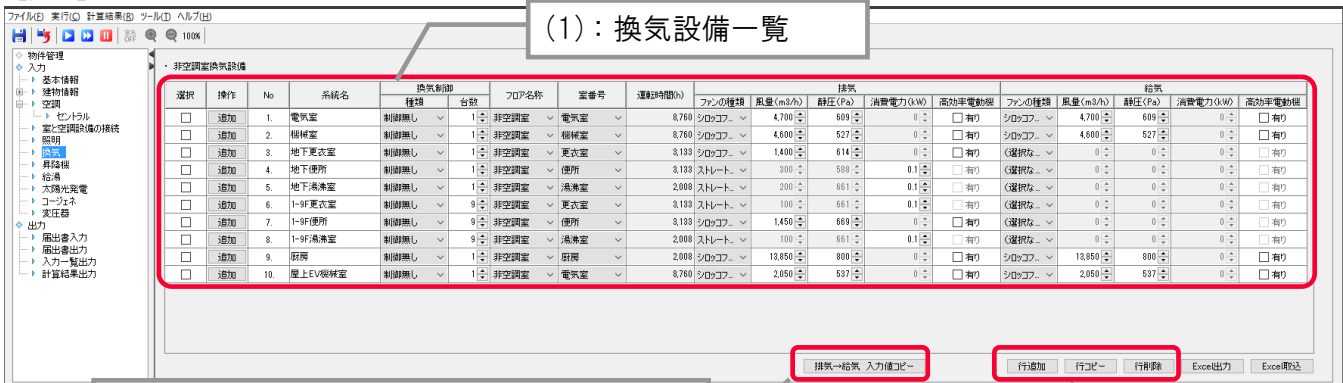 ファイル(F) 実行(C) 計算結果(R) ツール(T) ヘルプ(H)
(1)：換気設備一覧
100%
物件管理
入力
基本情報
建物情報
空調
セントラル
室と空調設備の接続
照明
換気
昇降機
給湯
太陽光発電
コージェネ
変圧器
出力
届出書入力
届出書出力
入力一覧出力
計算結果出力
・ 非空調室換気設備
選択 操作 No 系統名 換気制御 フロア名称 室番号 運転時間(h) 排気 給気
種類 台数 ファンの種類 風量(m3/h) 静圧(Pa) 消費電力(kW) 高効率電動機 ファンの種類 風量(m3/h) 静圧(Pa) 消費電力(kW) 高効率電動機
追加 1. 電気室 制御無し 1 非空調室 電気室 8,760 シロッコフ... 4,700 609 0 有り シロッコフ... 4,700 609 0 有り
追加 2. 機械室 制御無し 1 非空調室 機械室 8,760 シロッコフ... 4,600 527 0 有り シロッコフ... 4,600 527 0 有り
追加 3. 地下更衣室 制御無し 1 非空調室 更衣室 3,133 シロッコフ... 1,400 614 0 有り (選択な... 0 0 0 有り
追加 4. 地下便所 制御無し 1 非空調室 便所 3,133 ストレート... 300 588 0.1 有り (選択な... 0 0 0 有り
追加 5. 地下湯沸室 制御無し 1 非空調室 湯沸室 2,008 ストレート... 200 661 0.1 有り (選択な... 0 0 0 有り
追加 6. 1-9F更衣室 制御無し 9 非空調室 更衣室 3,133 ストレート... 100 661 0.1 有り (選択な... 0 0 0 有り
追加 7. 1-9F便所 制御無し 9 非空調室 便所 3,133 シロッコフ... 1,450 669 0 有り (選択な... 0 0 0 有り
追加 8. 1-9F湯沸室 制御無し 9 非空調室 湯沸室 2,008 ストレート... 100 661 0.1 有り (選択な... 0 0 0 有り
追加 9. 厨房 制御無し 1 非空調室 厨房 2,008 シロッコフ... 13,850 800 0 有り シロッコフ... 13,850 800 0 有り
追加 10. 屋上EV機械室 制御無し 1 非空調室 電気室 8,760 シロッコフ... 2,050 537 0 有り シロッコフ... 2,050 537 0 有り
排気→給気 入力値コピー 行追加 行コピー 行削除 Excel出力 Excel取込